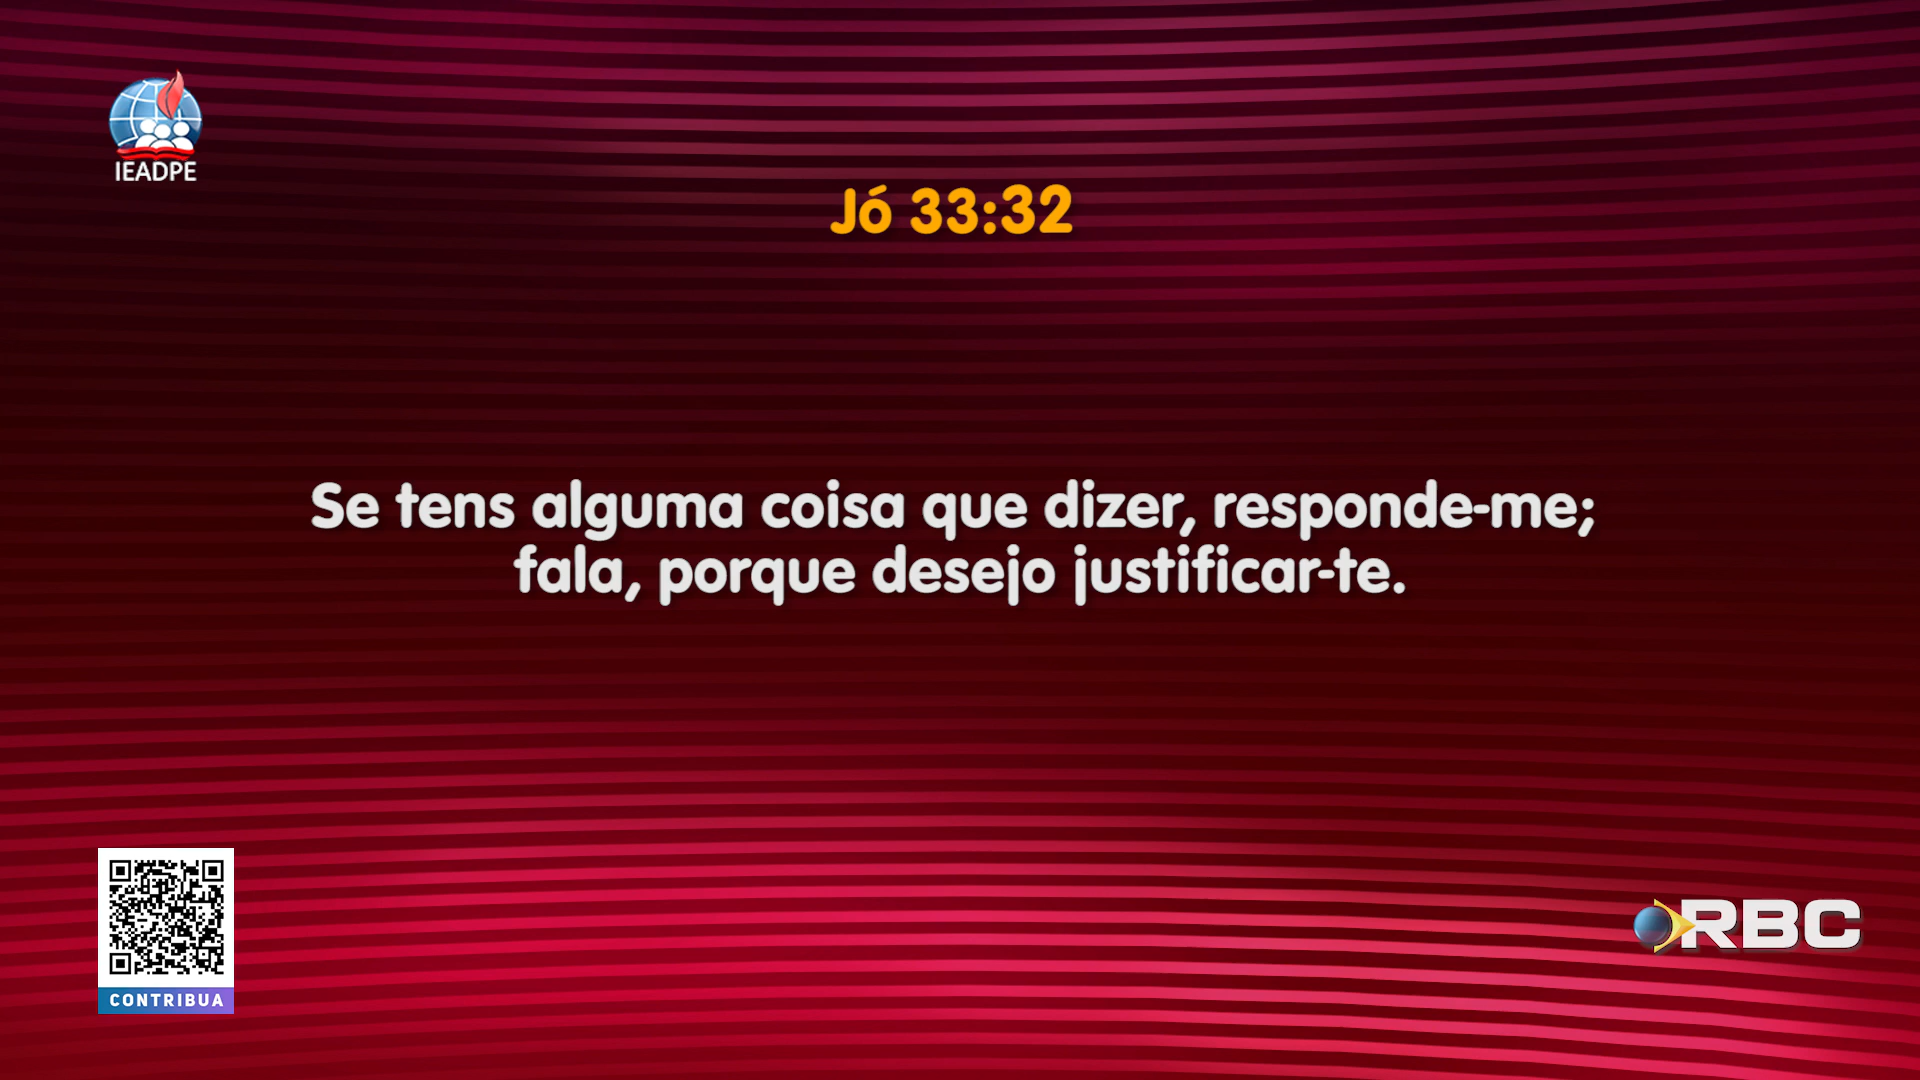 IEADPE
Jó 33:32
Se tens alguma coisa que dizer, responde-me;
fala, porque desejo justificar-te.
CONTRIBUA
RBC